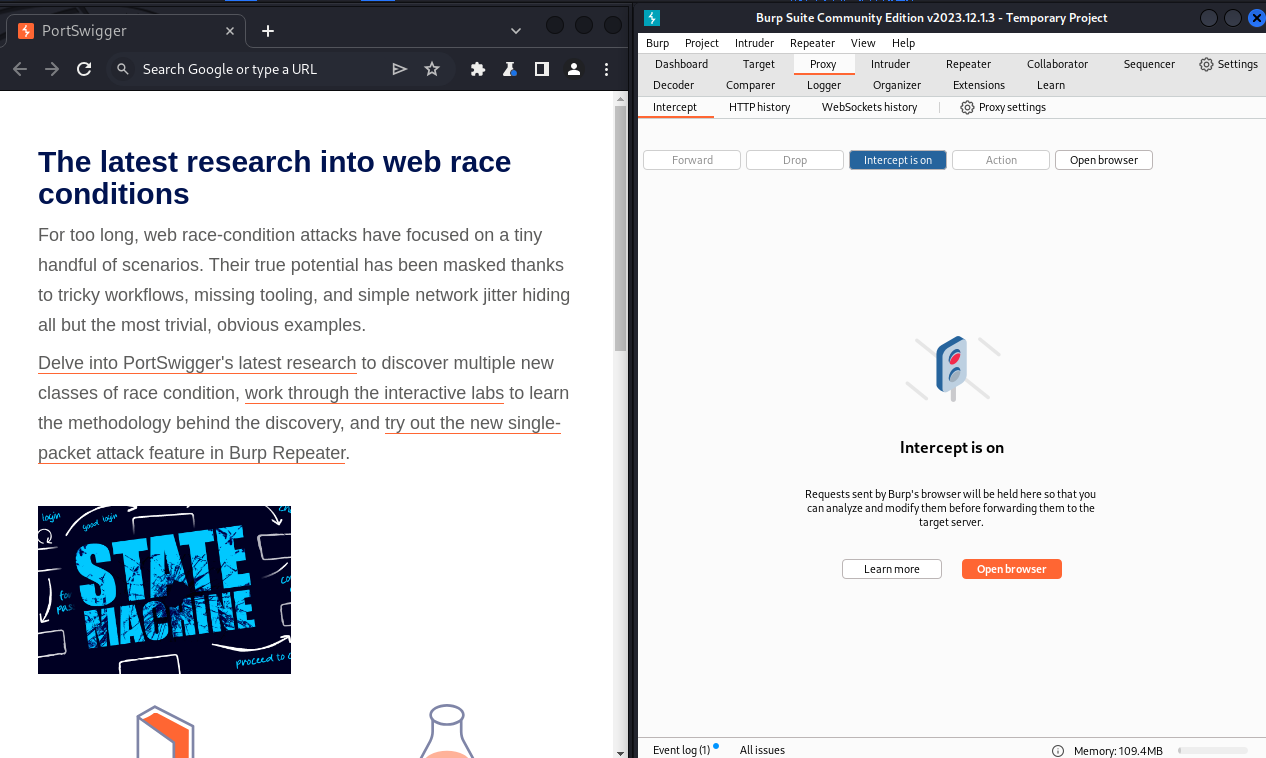 PortSwigger
Search Google or type a URL
The latest research into web race
conditions
For too long, web race-condition attacks have focused on a tiny
handful of scenarios. Their true potential has been masked thanks
to tricky workflows, missing tooling, and simple network jitter hiding
all but the most trivial, obvious examples.
Delve into PortSwigger's latest research to discover multiple new
classes of race condition, work through the interactive labs to learn
the methodology behind the discovery, and try out the new single-
packet attack feature in Burp Repeater.
login
good login
STATE
MACHINE
proceed to
Burp Suite Community Edition v2023.12.1.3 - Temporary Project
Burp Project Intruder Repeater View Help
Dashboard Target Proxy Intruder Repeater Collaborator Sequencer Settings
Decoder Comparer Logger Organizer Extensions Learn
Intercept HTTP history WebSockets history Proxy settings
Forward Drop Intercept is on Action Open browser
Intercept is on
Requests sent by Burp's browser will be held here so that you
can analyze and modify them before forwarding them to the
target server.
Learn more Open browser
Event log (1) All issues Memory: 109.4MB